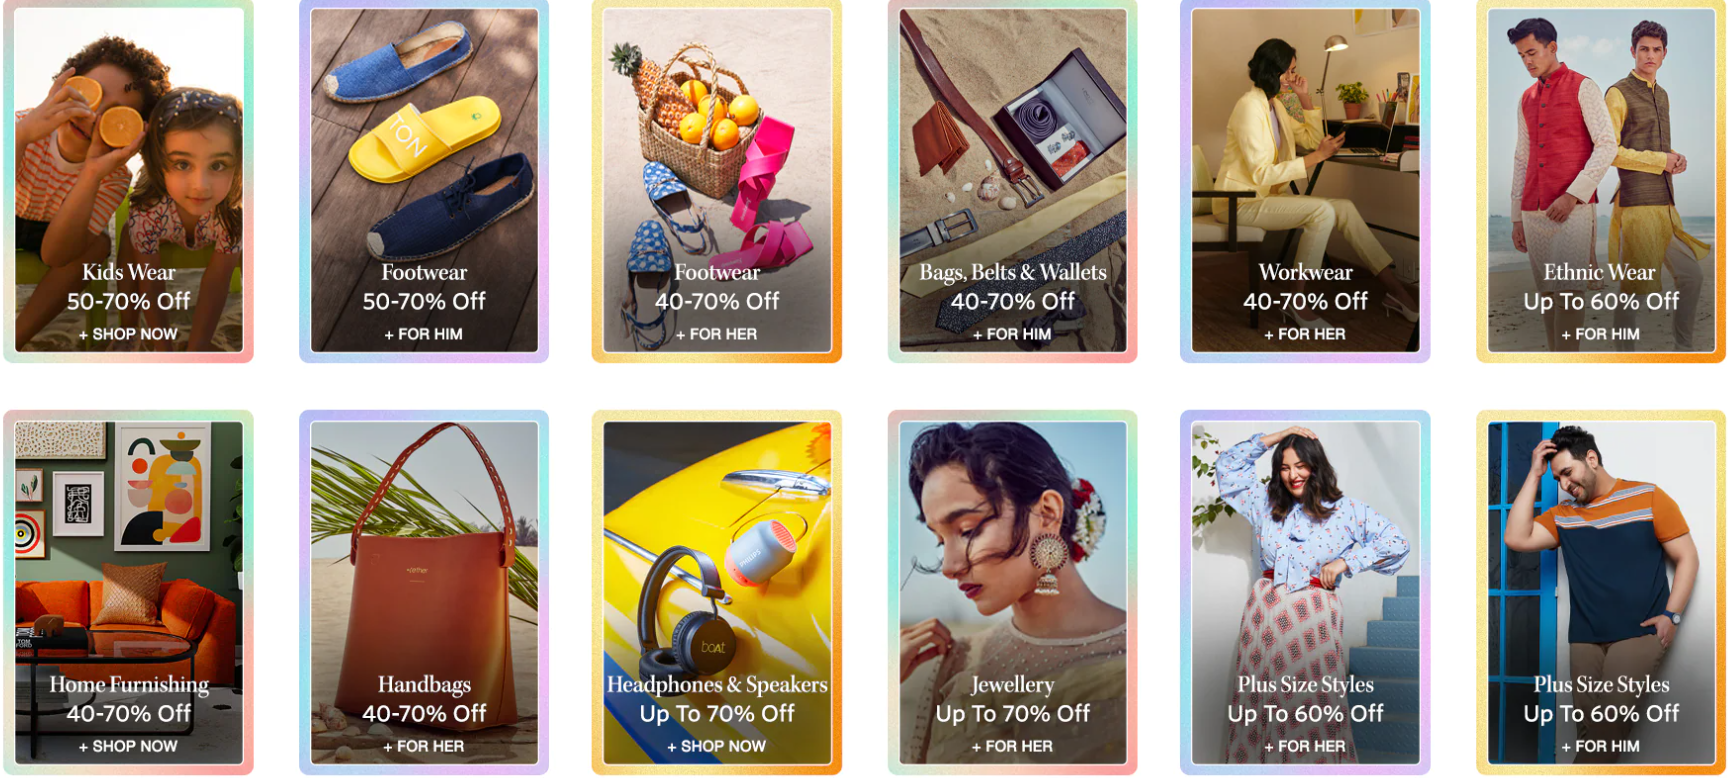 TON
Kids Wear
50-70% Off
+ SHOP NOW
Footwear
50-70% Off
+ FOR HIM
Footwear
40-70% Off
+ FOR HER
Bags, Belts & Wallets
40-70% Off
+ FOR HIM
Workwear
40-70% Off
+ FOR HER
Ethnic Wear
Up To 60% Off
+ FOR HIM
TOM
FORD
Home Furnishing
40-70% Off
+ SHOP NOW
Handbags
40-70% Off
+ FOR HER
PHILIPS
boAt
Headphones & Speakers
Up To 70% Off
+ SHOP NOW
Jewellery
Up To 70% Off
+ FOR HER
Plus Size Styles
Up To 60% Off
+ FOR HER
Plus Size Styles
Up To 60% Off
+ FOR HIM